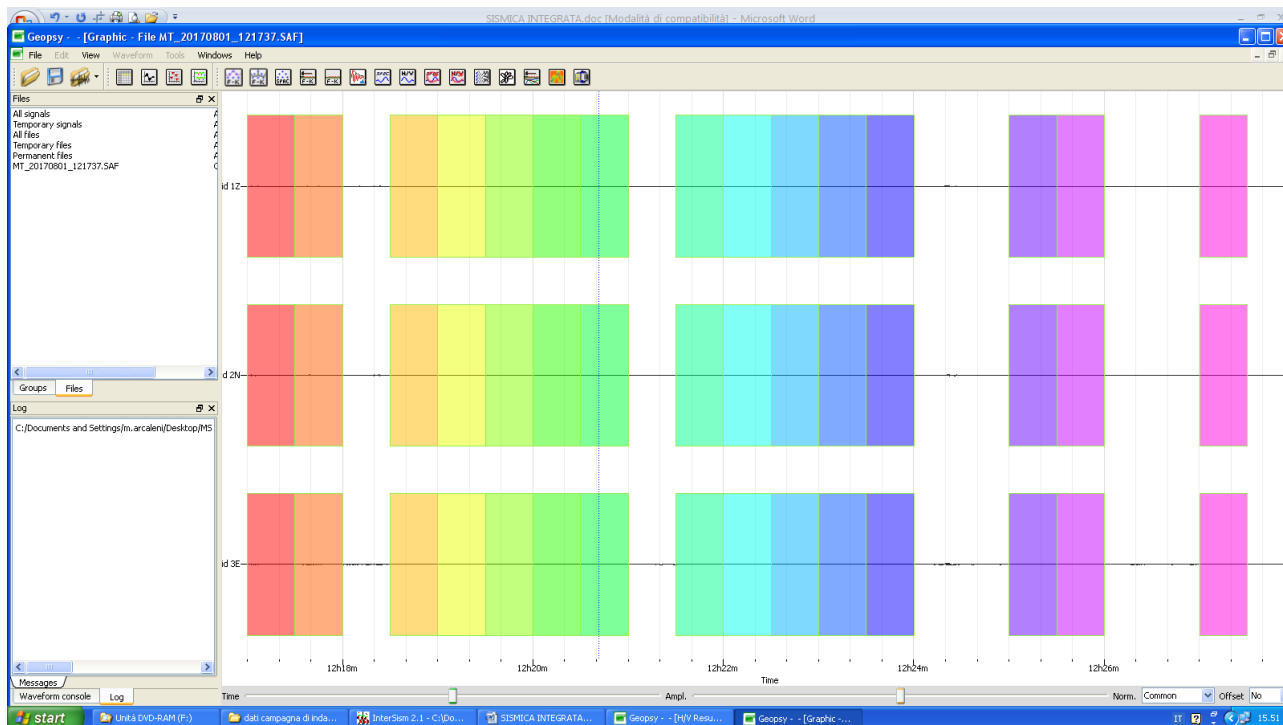 SISMICA INTEGRATA.doc [Modalità di compatibilità] - Microsoft Word
Geopsy - - [Graphic - File MT_20170801_121737.SAF]
File Edit View Waveform Tools Windows Help
Files
All signals
Temporary signals
All files
Temporary files
Permanent files
MT_20170801_121737.SAF
Groups Files
Log
C:/Documents and Settings/m.arcaleni/Desktop/MS
Messages
Waveform console Log
id 1Z
id 2N
id 3E
12h18m 12h20m 12h22m 12h24m 12h26m
Time
Time Ampl. Norm. Common Offset No
start Unità DVD-RAM (F:) dati campagna di inda... InterSism 2.1 - C:\Do... SISMICA INTEGRATA... Geopsy - - [H/V Resu... Geopsy - - [Graphic -... IT 15.51